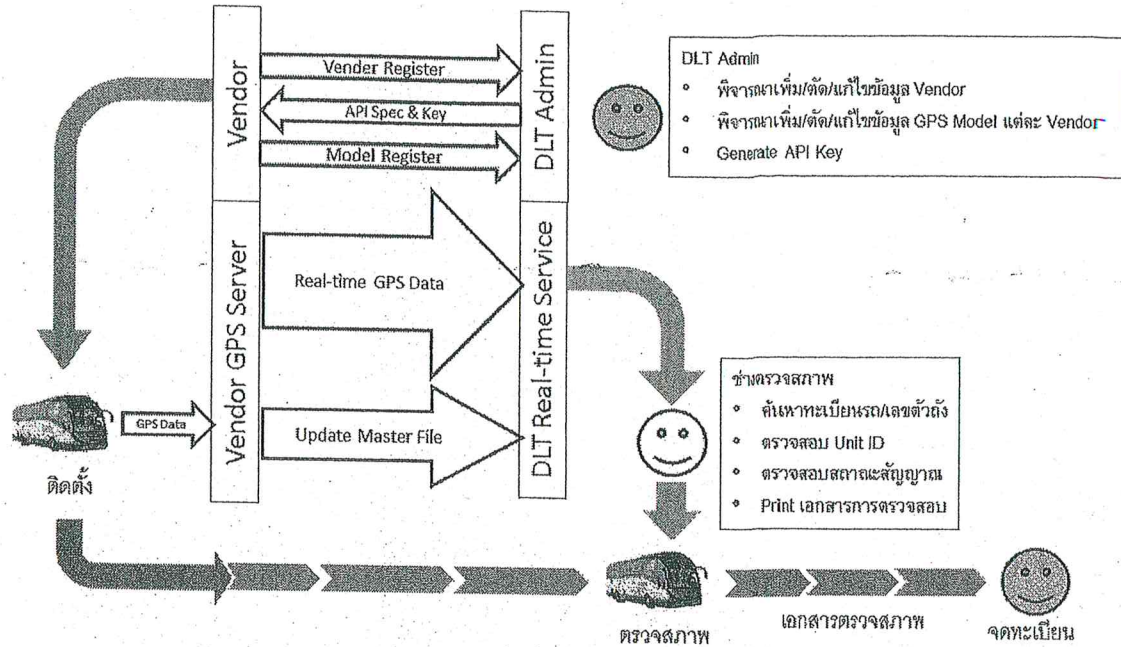 Vendor
Vender Register
API Spec & Key
Model Register
DLT Admin
DLT Admin
• พิจารณาเพิ่ม/ตัด/แก้ไขข้อมูล Vendor
• พิจารณาเพิ่ม/ตัด/แก้ไขข้อมูล GPS Model แต่ละ Vendor
• Generate API Key
Vendor GPS Server
Real-time GPS Data
Update Master File
DLT Real-time Service
GPS Data
ติดตั้ง
ช่างตรวจสภาพ
• ค้นหาทะเบียนรถ/เลขตัวถัง
• ตรวจสอบ Unit ID
• ตรวจสอบสถานะสัญญาณ
• Print เอกสารการตรวจสอบ
ตรวจสภาพ
เอกสารตรวจสภาพ
จดทะเบียน